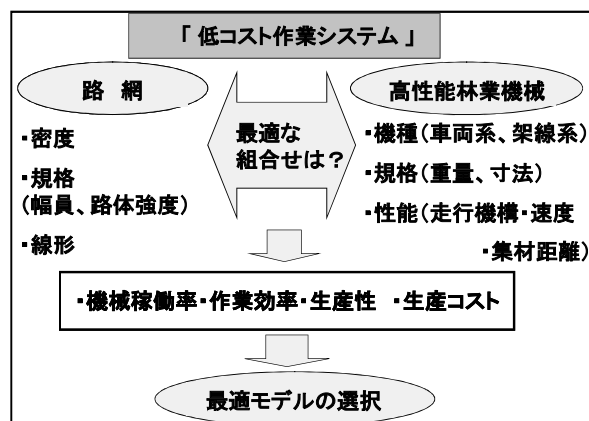 「 低コスト作業システム 」
路　網
・密度
・規格
(幅員、路体強度)
・線形
最適な
組合せは？
高性能林業機械
・機種(車両系、架線系)
・規格(重量、寸法)
・性能(走行機構・速度
・集材距離)
・機械稼働率・作業効率・生産性　・生産コスト
最適モデルの選択